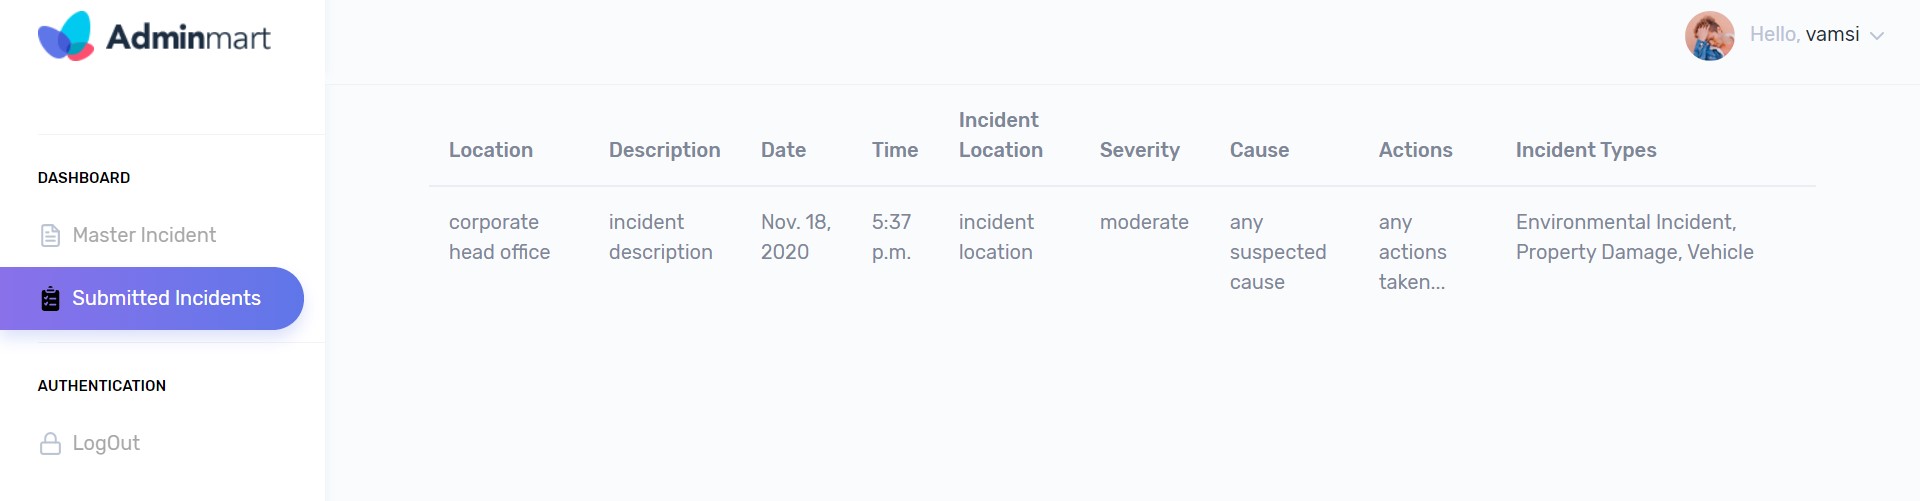 Adminmart
Hello, vamsi
DASHBOARD
Master Incident
Submitted Incidents
AUTHENTICATION
LogOut
Location Description Date Time Incident Location Severity Cause Actions Incident Types
corporate incident Nov. 18, 5:37 incident moderate any any Environmental Incident,
head office description 2020 p.m. location suspected actions Property Damage, Vehicle
cause taken...